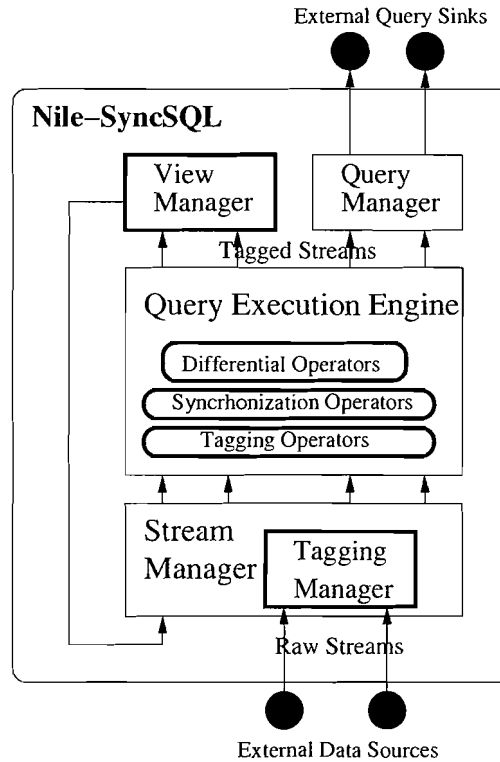 External Query Sinks
Nile–SyncSQL
View
Manager
Query
Manager
Tagged Streams
Query Execution Engine
Differential Operators
Syncrhonization Operators
Tagging Operators
Stream
Manager
Tagging
Manager
Raw Streams
External Data Sources